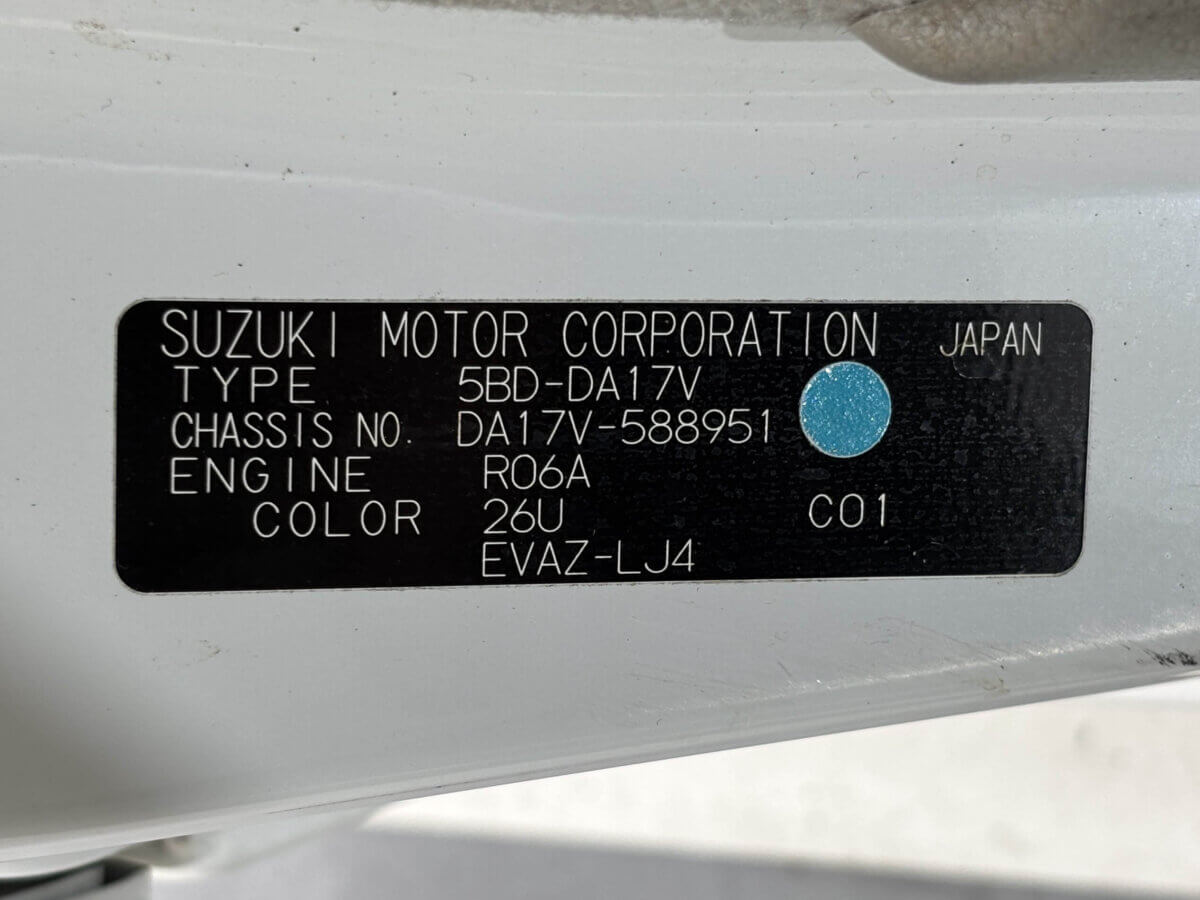 SUZUKI MOTOR CORPORATION JAPAN
TYPE 5BD-DA17V
CHASSIS NO. DA17V-588951
ENGINE R06A
COLOR 26U C01
EVAZ-LJ4